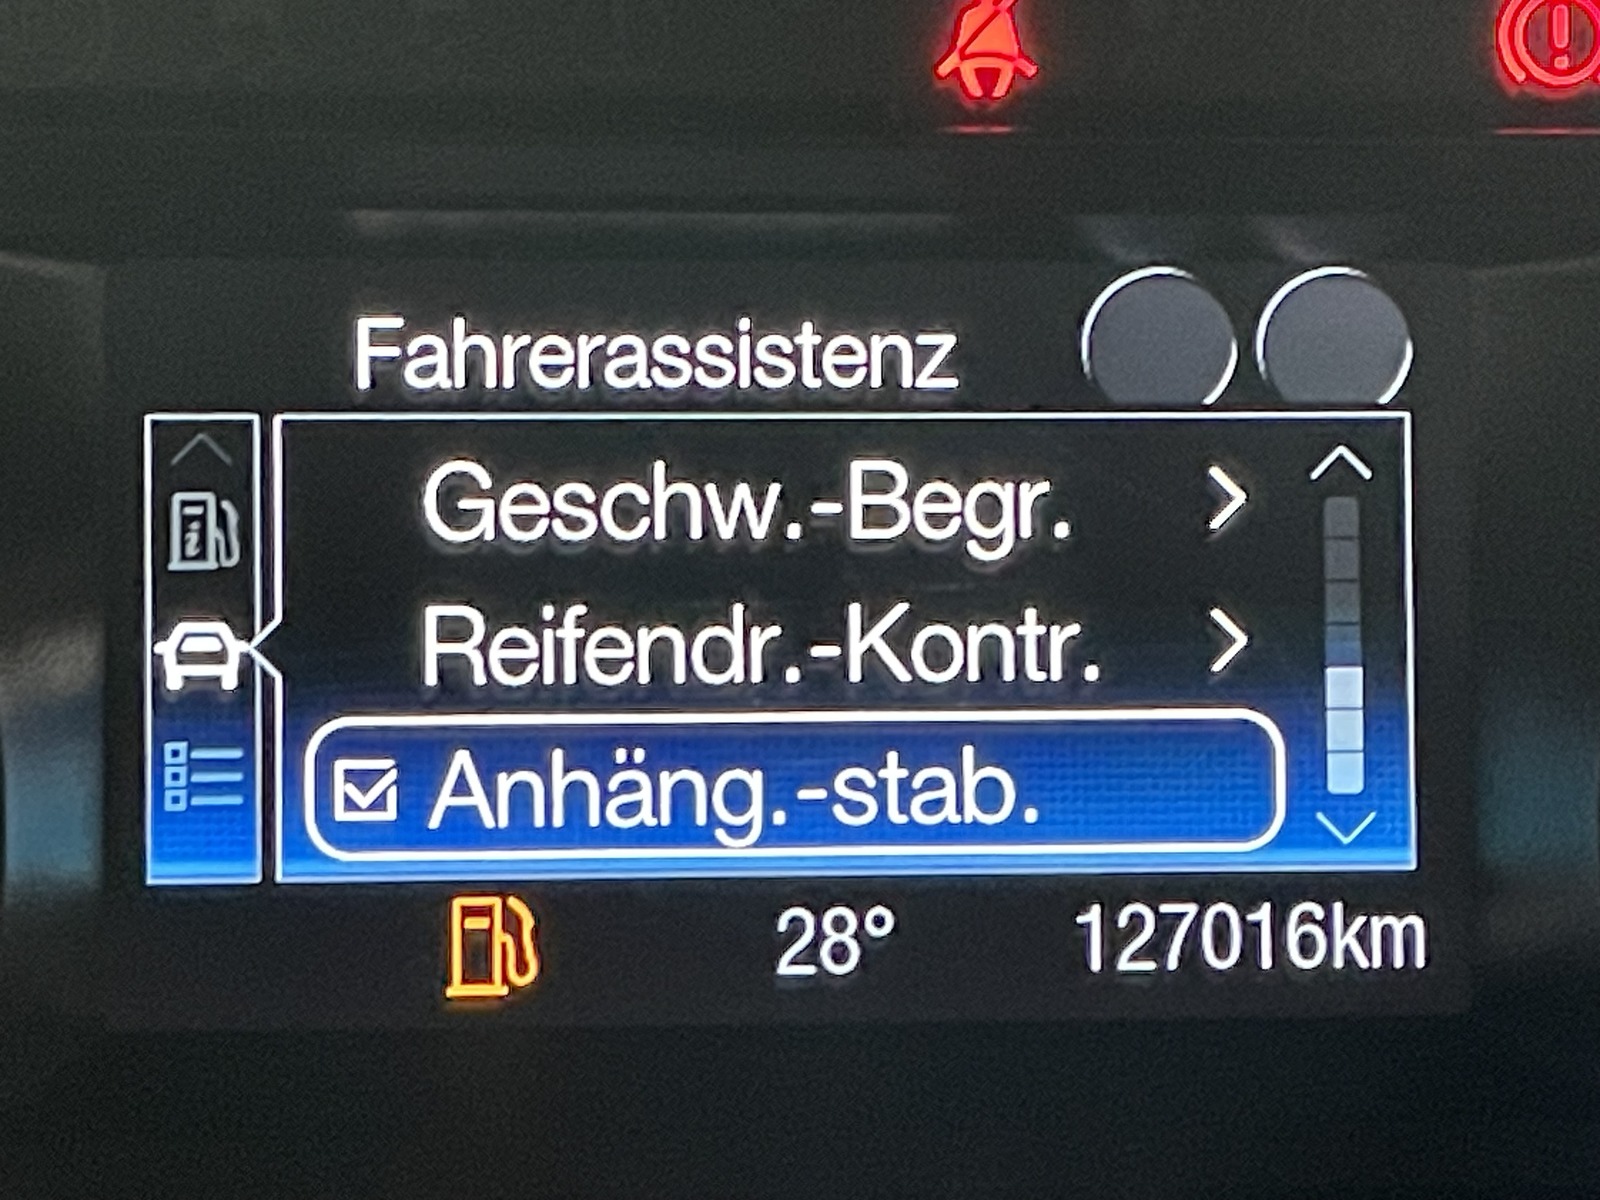 Fahrerassistenz
Geschw.-Begr.
Reifendr.-Kontr.
Anhäng.-stab.
28° 127016km